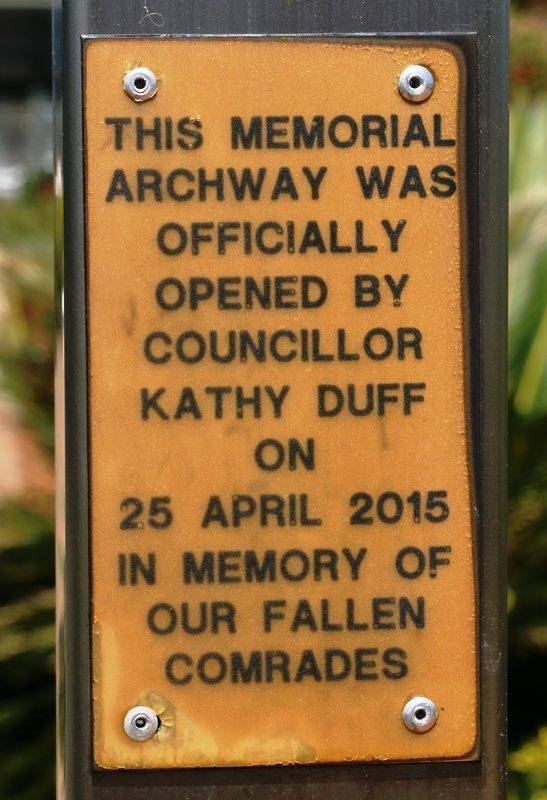 THIS MEMORIAL
ARCHWAY WAS
OFFICIALLY
OPENED BY
COUNCILLOR
KATHY DUFF
ON
25 APRIL 2015
IN MEMORY OF
OUR FALLEN
COMRADES